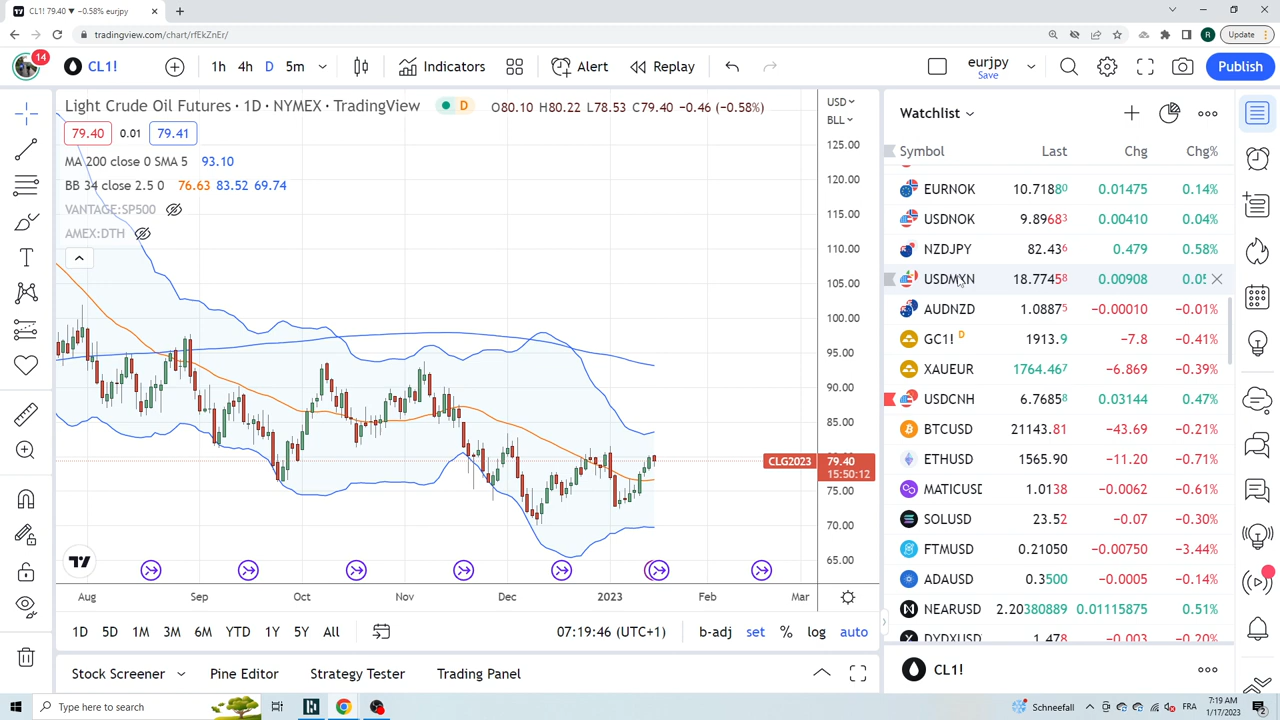 CL1! 79.40 ▼ −0.58% eurjpy
tradingview.com/chart/rfEkZnEr/
R
Update
14
CL1!
1h 4h D 5m
Indicators
Alert
Replay
eurjpy
Save
Publish
Light Crude Oil Futures · 1D · NYMEX · TradingView
D
O80.10 H80.22 L78.53 C79.40 −0.46 (−0.58%)
79.40 0.01 79.41
MA 200 close 0 SMA 5 93.10
BB 34 close 2.5 0 76.63 83.52 69.74
VANTAGE:SP500
AMEX:DTH
USD
BLL
125.00
120.00
115.00
110.00
105.00
100.00
95.00
90.00
85.00
CLG2023 79.40
15:50:12
75.00
70.00
65.00
Aug Sep Oct Nov Dec 2023 Feb Mar
1D 5D 1M 3M 6M YTD 1Y 5Y All
07:19:46 (UTC+1) b-adj set % log auto
Stock Screener Pine Editor Strategy Tester Trading Panel
Watchlist
Symbol Last Chg Chg%
EURNOK 10.71880 0.01475 0.14%
USDNOK 9.89683 0.00410 0.04%
NZDJPY 82.436 0.479 0.58%
USDMXN 18.77458 0.00908 0.05
AUDNZD 1.08875 −0.00010 −0.01%
GC1! D 1913.9 −7.8 −0.41%
XAUEUR 1764.467 −6.869 −0.39%
USDCNH 6.76858 0.03144 0.47%
BTCUSD 21143.81 −43.69 −0.21%
ETHUSD 1565.90 −11.20 −0.71%
MATICUSD 1.0138 −0.0062 −0.61%
SOLUSD 23.52 −0.07 −0.30%
FTMUSD 0.21050 −0.00750 −3.44%
ADAUSD 0.3500 −0.0005 −0.14%
NEARUSD 2.20380889 0.01115875 0.51%
DYDXUSD 1.478 −0.003 −0.20%
CL1!
Type here to search
Schneefall
FRA
7:19 AM
1/17/2023
2